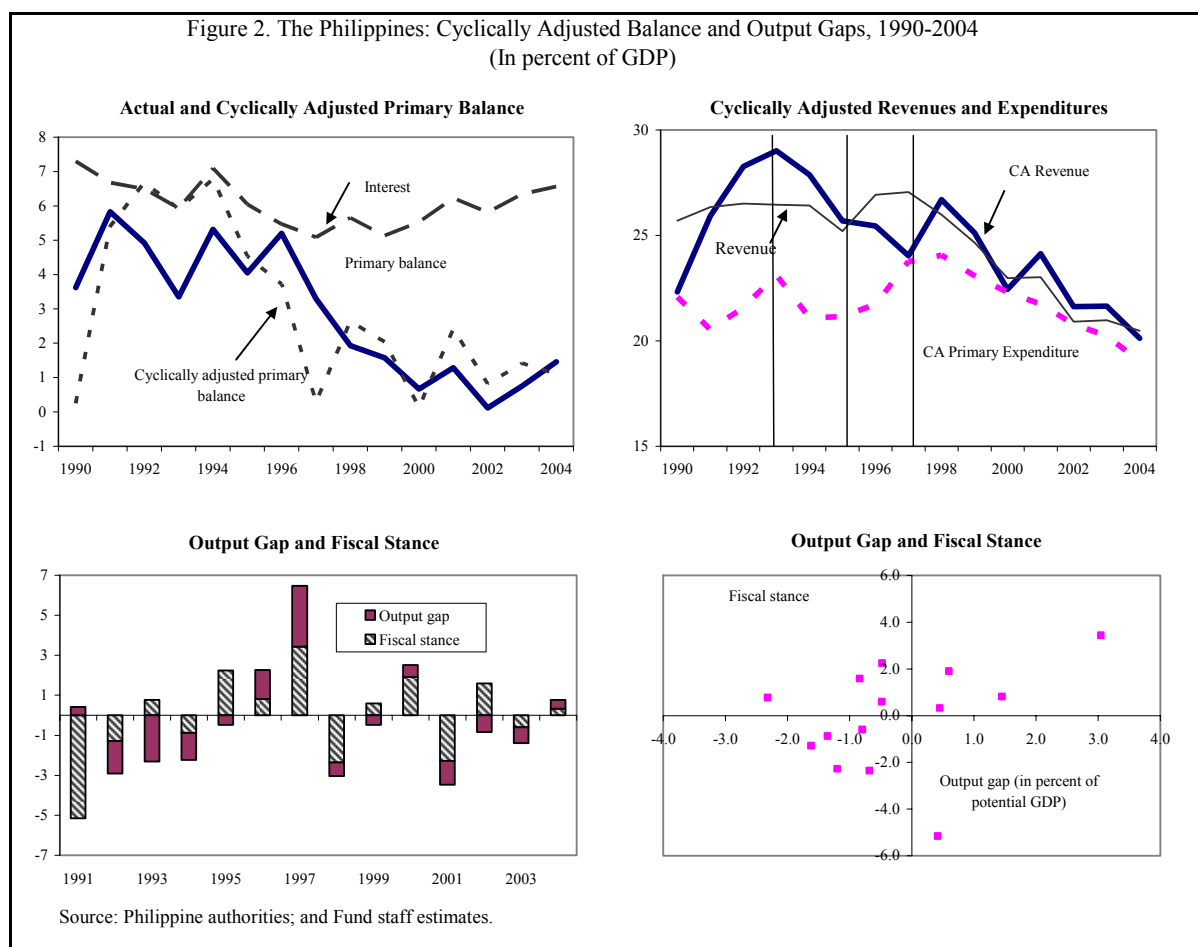 Figure 2. The Philippines: Cyclically Adjusted Balance and Output Gaps, 1990-2004
(In percent of GDP)
Actual and Cyclically Adjusted Primary Balance
8
7
6
5
4
3
2
1
0
-1
Interest
Primary balance
Cyclically adjusted primary
balance
1990 1992 1994 1996 1998 2000 2002 2004
Cyclically Adjusted Revenues and Expenditures
30
25
20
15
CA Revenue
Revenue
CA Primary Expenditure
1990 1992 1994 1996 1998 2000 2002 2004
Output Gap and Fiscal Stance
7
5
3
1
-1
-3
-5
-7
Output gap
Fiscal stance
1991 1993 1995 1997 1999 2001 2003
Output Gap and Fiscal Stance
Fiscal stance
6.0
4.0
2.0
0.0
-2.0
-4.0
-6.0
-4.0 -3.0 -2.0 -1.0 0.0 1.0 2.0 3.0 4.0
Output gap (in percent of
potential GDP)
Source: Philippine authorities; and Fund staff estimates.